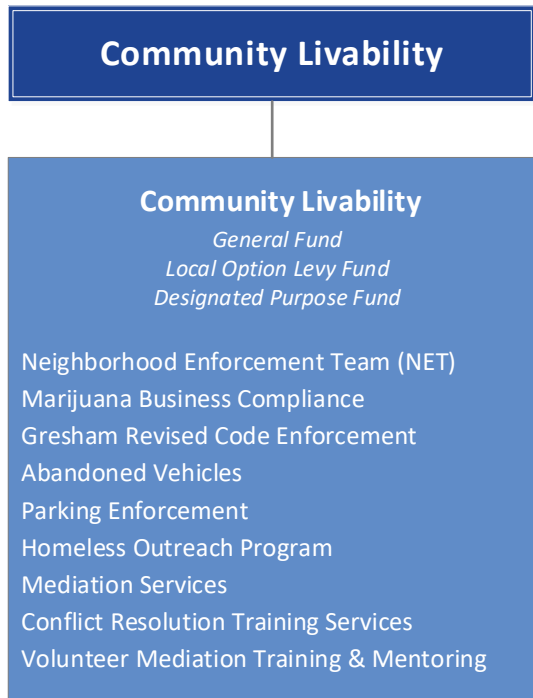 Community Livability
Community Livability
General Fund
Local Option Levy Fund
Designated Purpose Fund
Neighborhood Enforcement Team (NET)
Marijuana Business Compliance
Gresham Revised Code Enforcement
Abandoned Vehicles
Parking Enforcement
Homeless Outreach Program
Mediation Services
Conflict Resolution Training Services
Volunteer Mediation Training & Mentoring